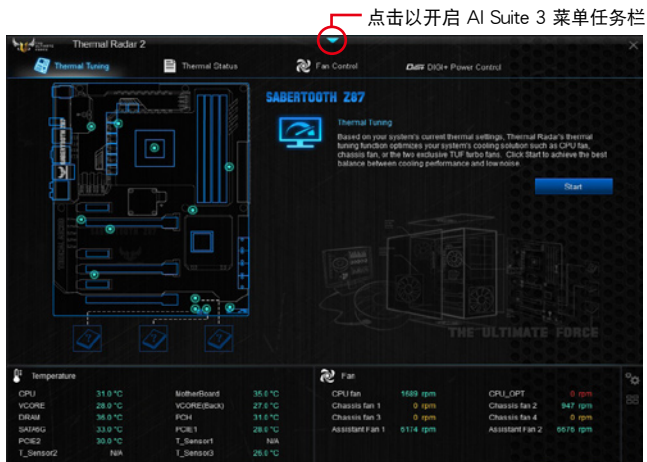 点击以开启 AI Suite 3 菜单任务栏
Thermal Radar 2
Thermal Tuning
Thermal Status
Fan Control
DIGI+ Power Control
SABERTOOTH Z87
Thermal Tuning
Based on your system's current thermal settings, Thermal Radar's thermal
tuning function optimizes your system's cooling solution such as CPU fan,
chassis fan, or the two exclusive TUF turbo fans. Click Start to achieve the best
balance between cooling performance and low noise.
Start
THE ULTIMATE FORCE
Temperature
CPU 31.0 °C MotherBoard 35.0 °C
VCORE 28.0 °C VCORE(Back) 27.0 °C
DRAM 36.0 °C PCH 31.0 °C
SATA6G 33.0 °C PCIE1 28.0 °C
PCIE2 30.0 °C T_Sensor1 N/A
T_Sensor2 N/A T_Sensor3 26.0 °C
Fan
CPU fan 1689 rpm CPU_OPT 0 rpm
Chassis fan 1 0 rpm Chassis fan 2 947 rpm
Chassis fan 3 0 rpm Chassis fan 4 0 rpm
Assistant Fan 1 6174 rpm Assistant Fan 2 6676 rpm